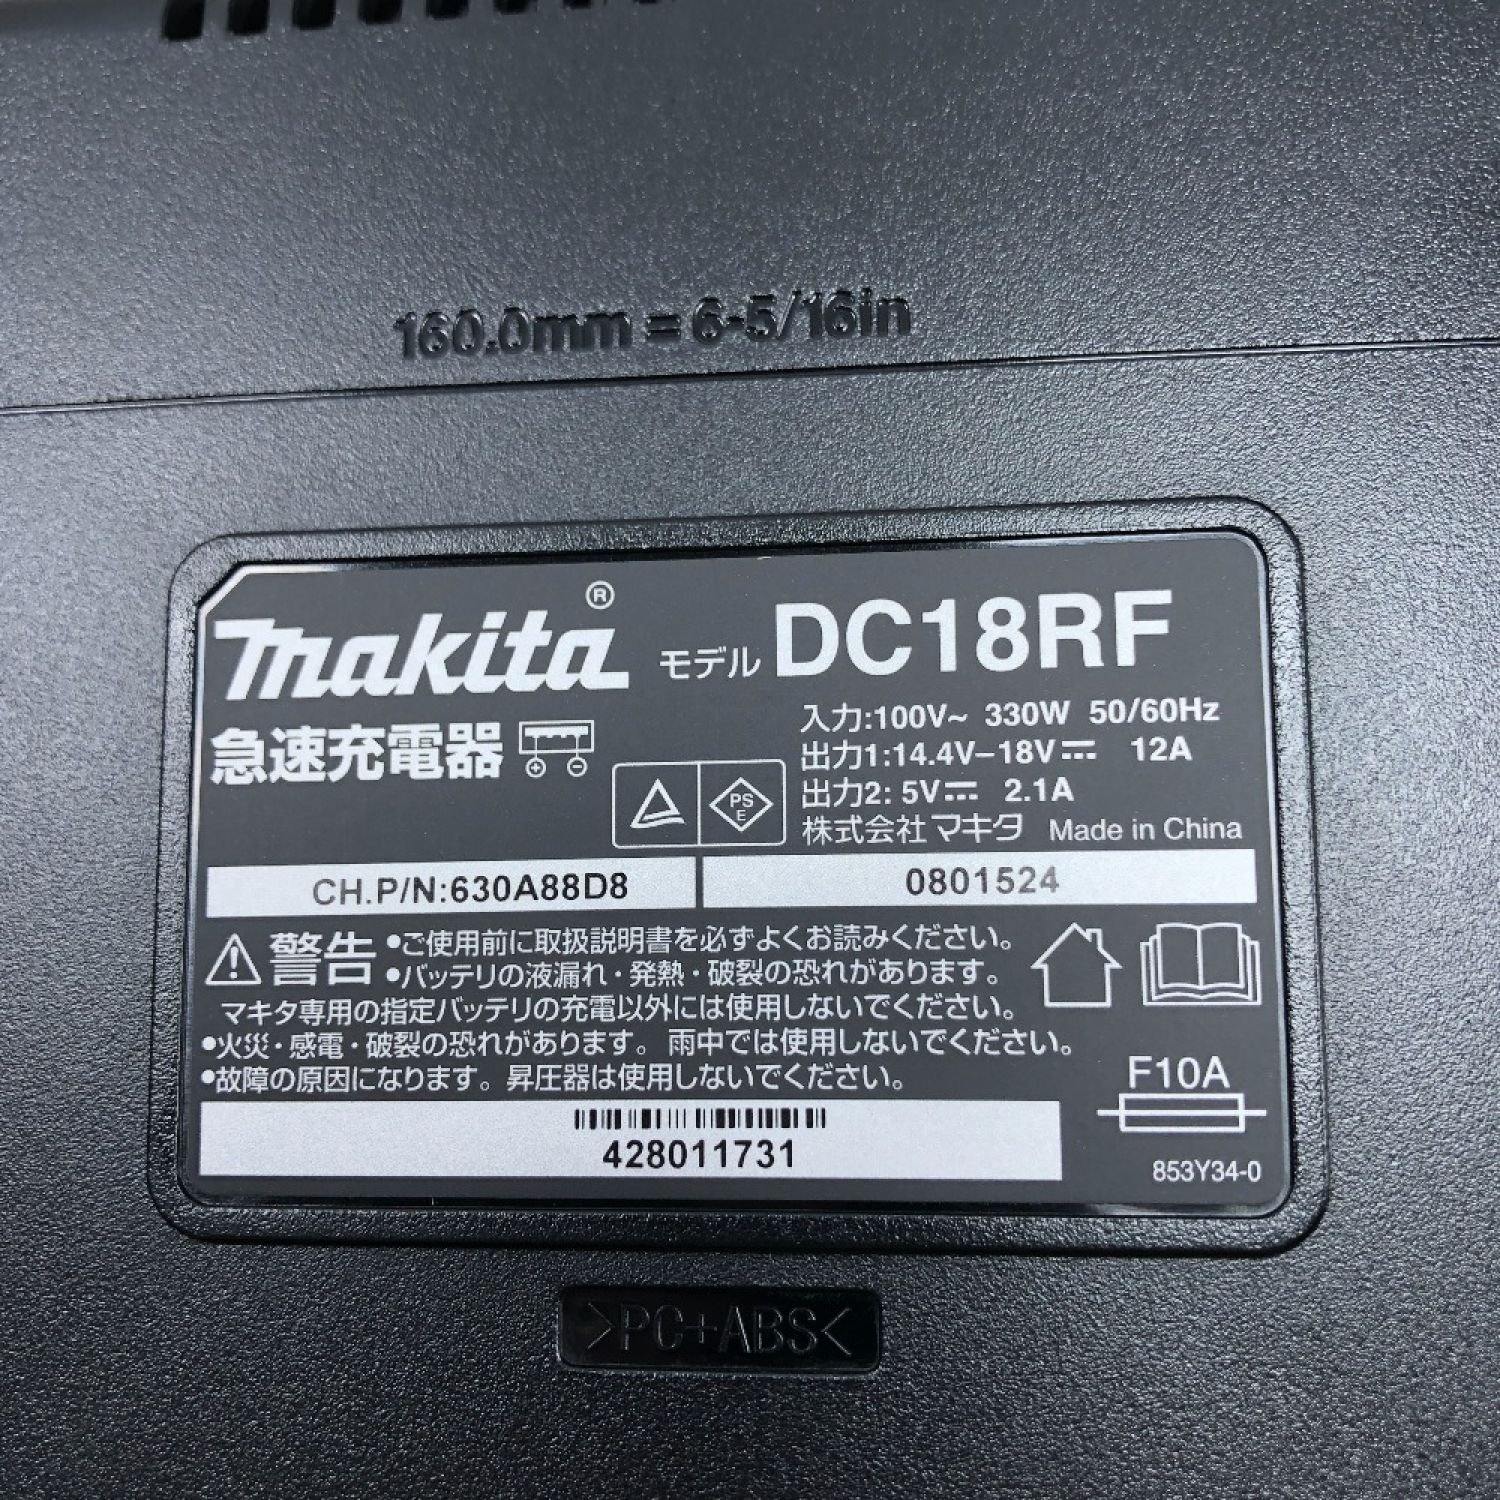 160.0mm = 6-5/16in
makita®
モデル DC18RF
急速充電器
入力:100V~ 330W 50/60Hz
出力1:14.4V-18V⎓ 12A
出力2: 5V⎓ 2.1A
PS
E
株式会社マキタ Made in China
CH.P/N:630A88D8
0801524
警告 •ご使用前に取扱説明書を必ずよくお読みください。
•バッテリの液漏れ・発熱・破裂の恐れがあります。
マキタ専用の指定バッテリの充電以外には使用しないでください。
•火災・感電・破裂の恐れがあります。雨中では使用しないでください。
•故障の原因になります。昇圧器は使用しないでください。
F10A
428011731
853Y34-0
>PC+ABS<